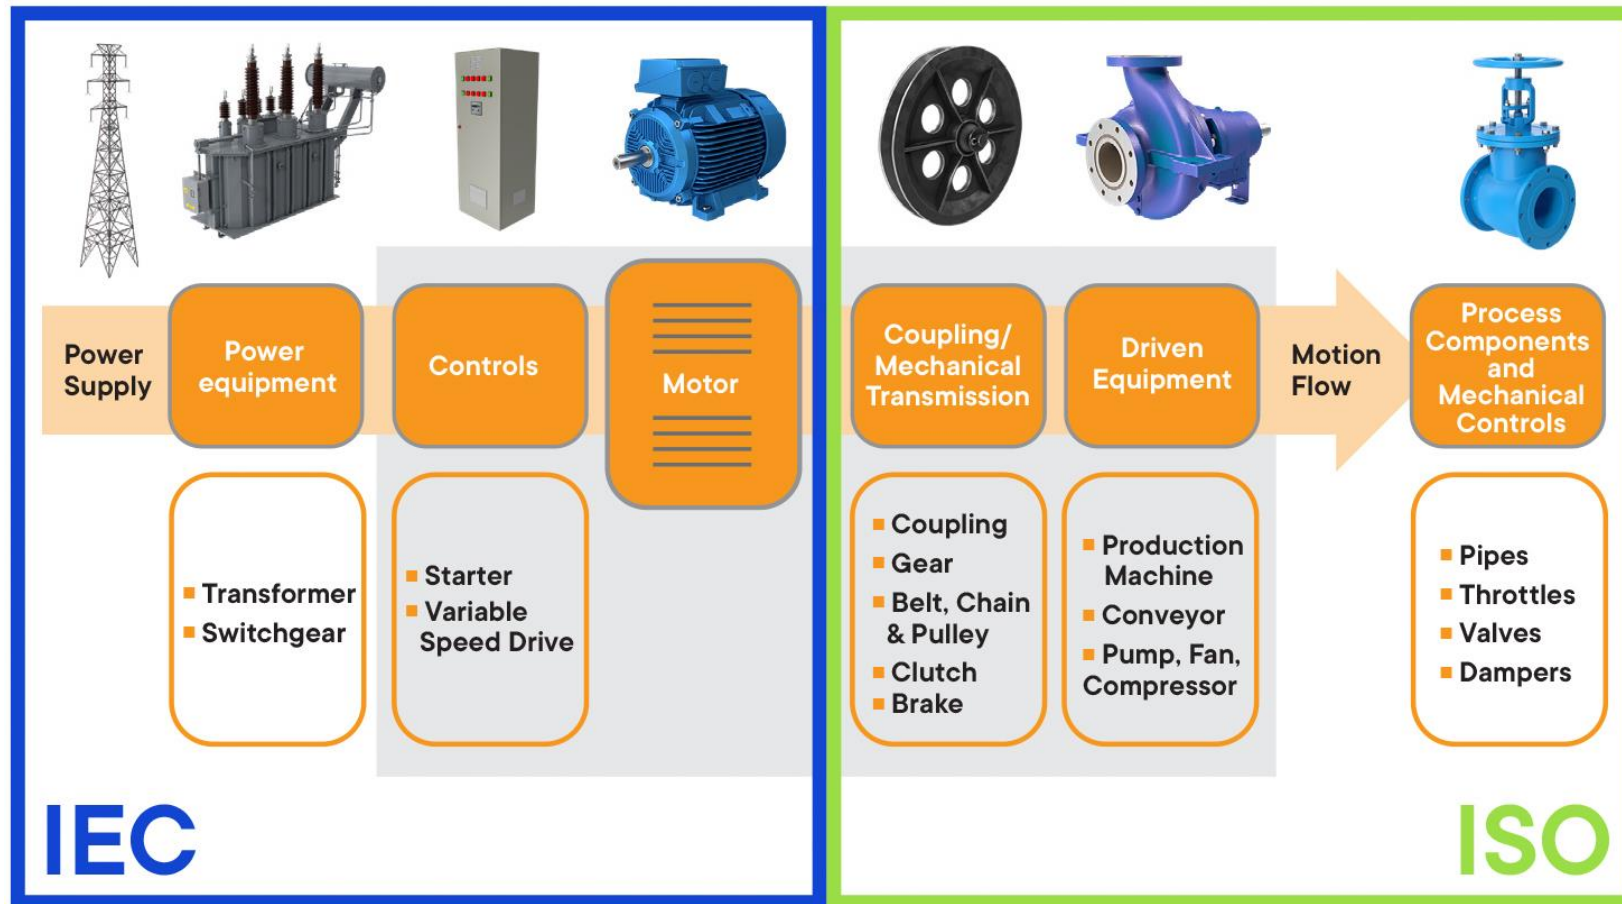 Power
Supply
Power
equipment
Controls
Motor
Coupling/
Mechanical
Transmission
Driven
Equipment
Motion
Flow
Process
Components
and
Mechanical
Controls
Transformer
Switchgear
Starter
Variable
Speed Drive
Coupling
Gear
Belt, Chain
& Pulley
Clutch
Brake
Production
Machine
Conveyor
Pump, Fan,
Compressor
Pipes
Throttles
Valves
Dampers
IEC
ISO